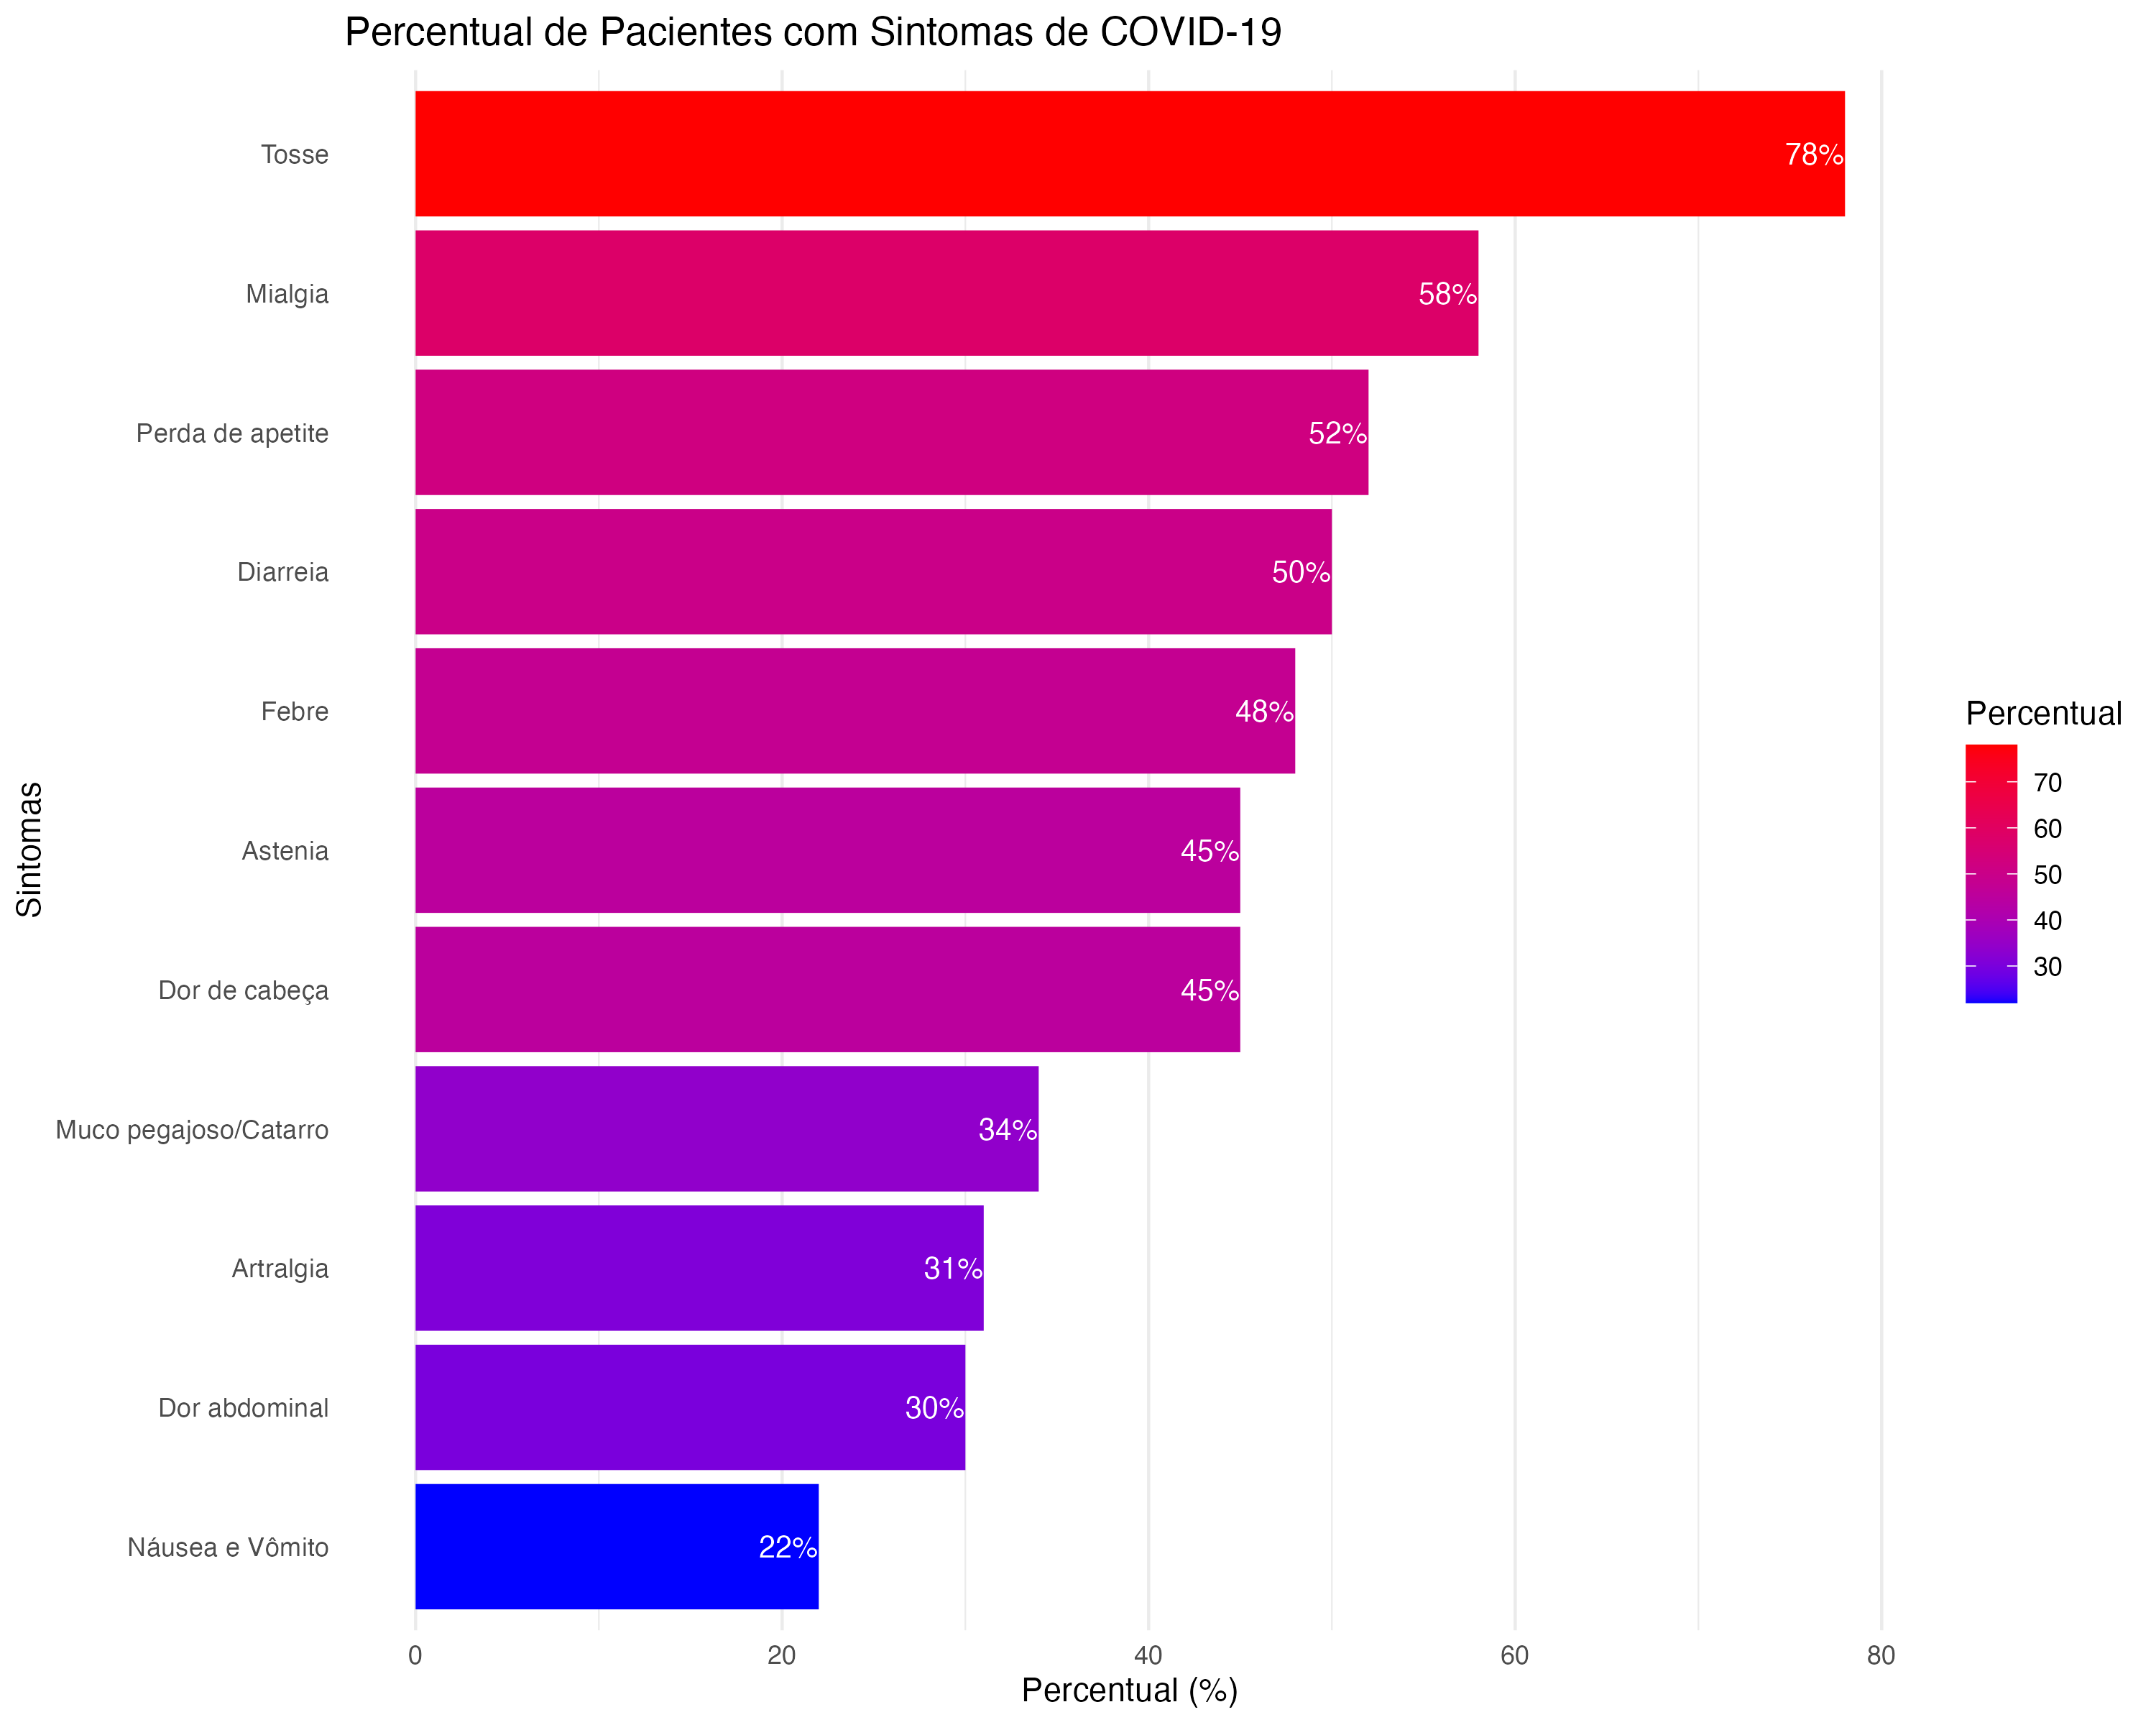 Percentual de Pacientes com Sintomas de COVID-19
Sintomas
Tosse
78%
Mialgia
58%
Perda de apetite
52%
Diarreia
50%
Febre
48%
Astenia
45%
Dor de cabeça
45%
Muco pegajoso/Catarro
34%
Artralgia
31%
Dor abdominal
30%
Náusea e Vômito
22%
0 20 40 60 80
Percentual (%)
Percentual
70
60
50
40
30